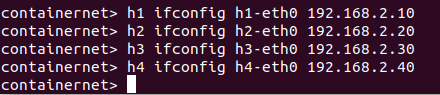 containernet> h1 ifconfig h1-eth0 192.168.2.10
containernet> h2 ifconfig h2-eth0 192.168.2.20
containernet> h3 ifconfig h3-eth0 192.168.2.30
containernet> h4 ifconfig h4-eth0 192.168.2.40
containernet>